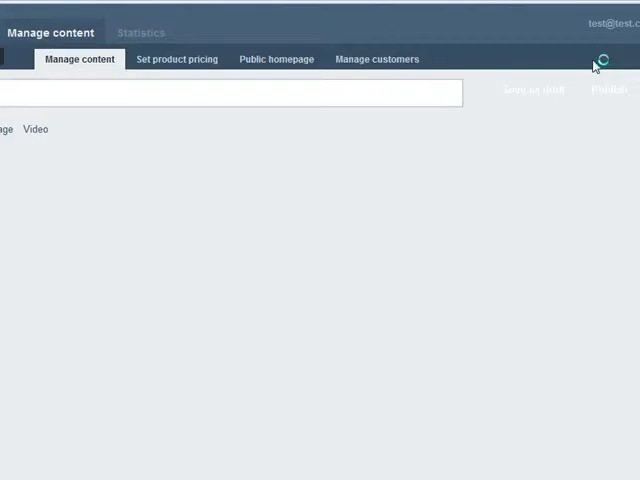 test@test.c
Manage content Statistics
Manage content Set product pricing Public homepage Manage customers
Save as draft Publish
age Video